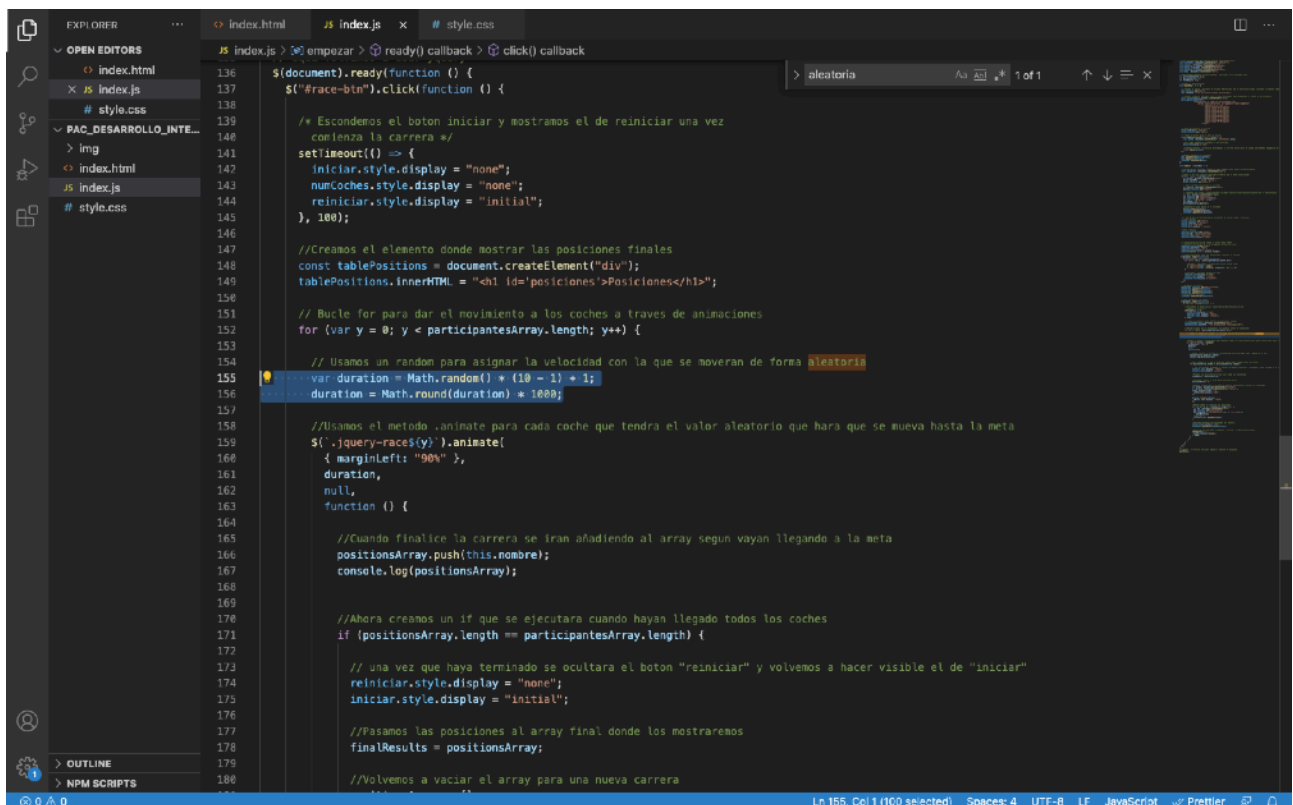 EXPLORER
index.html
JS index.js
# style.css
OPEN EDITORS
index.html
JS index.js
# style.css
PAC_DESARROLLO_INTE...
img
index.html
JS index.js
# style.css
OUTLINE
NPM SCRIPTS
JS index.js > empezar > ready() callback > click() callback
aleatoria
1 of 1
136 $(document).ready(function () {
137 $("#race-btn").click(function () {
138
139 /* Escondemos el boton iniciar y mostramos el de reiniciar una vez
140 comienza la carrera */
141 setTimeout(() => {
142 iniciar.style.display = "none";
143 numCoches.style.display = "none";
144 reiniciar.style.display = "initial";
145 }, 100);
146
147 //Creamos el elemento donde mostrar las posiciones finales
148 const tablePositions = document.createElement("div");
149 tablePositions.innerHTML = "<h1 id='posiciones'>Posiciones</h1>";
150
151 // Bucle for para dar el movimiento a los coches a traves de animaciones
152 for (var y = 0; y < participantesArray.length; y++) {
153
154 // Usamos un random para asignar la velocidad con la que se moveran de forma aleatoria
155 var duration = Math.random() * (10 - 1) + 1;
156 duration = Math.round(duration) * 1000;
157
158 //Usamos el metodo .animate para cada coche que tendra el valor aleatorio que hara que se mueva hasta la meta
159 $(`.jquery-race${y}`).animate(
160 { marginLeft: "90%" },
161 duration,
162 null,
163 function () {
164
165 //Cuando finalice la carrera se iran añadiendo al array segun vayan llegando a la meta
166 positionsArray.push(this.nombre);
167 console.log(positionsArray);
168
169
170 //Ahora creamos un if que se ejecutara cuando hayan llegado todos los coches
171 if (positionsArray.length == participantesArray.length) {
172
173 // una vez que haya terminado se ocultara el boton "reiniciar" y volvemos a hacer visible el de "iniciar"
174 reiniciar.style.display = "none";
175 iniciar.style.display = "initial";
176
177 //Pasamos las posiciones al array final donde los mostraremos
178 finalResults = positionsArray;
179
180 //Volvemos a vaciar el array para una nueva carrera
0 0
Ln 155, Col 1 (100 selected) Spaces: 4 UTF-8 LF JavaScript Prettier